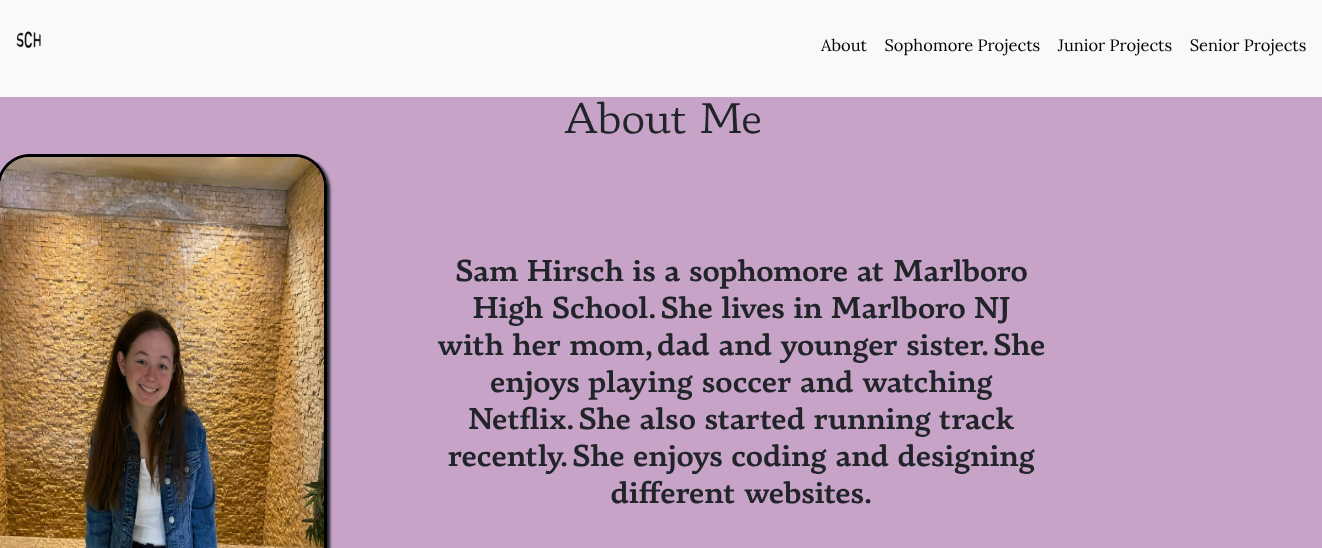 SCH
About Sophomore Projects Junior Projects Senior Projects
About Me
Sam Hirsch is a sophomore at Marlboro
High School. She lives in Marlboro NJ
with her mom, dad and younger sister. She
enjoys playing soccer and watching
Netflix. She also started running track
recently. She enjoys coding and designing
different websites.